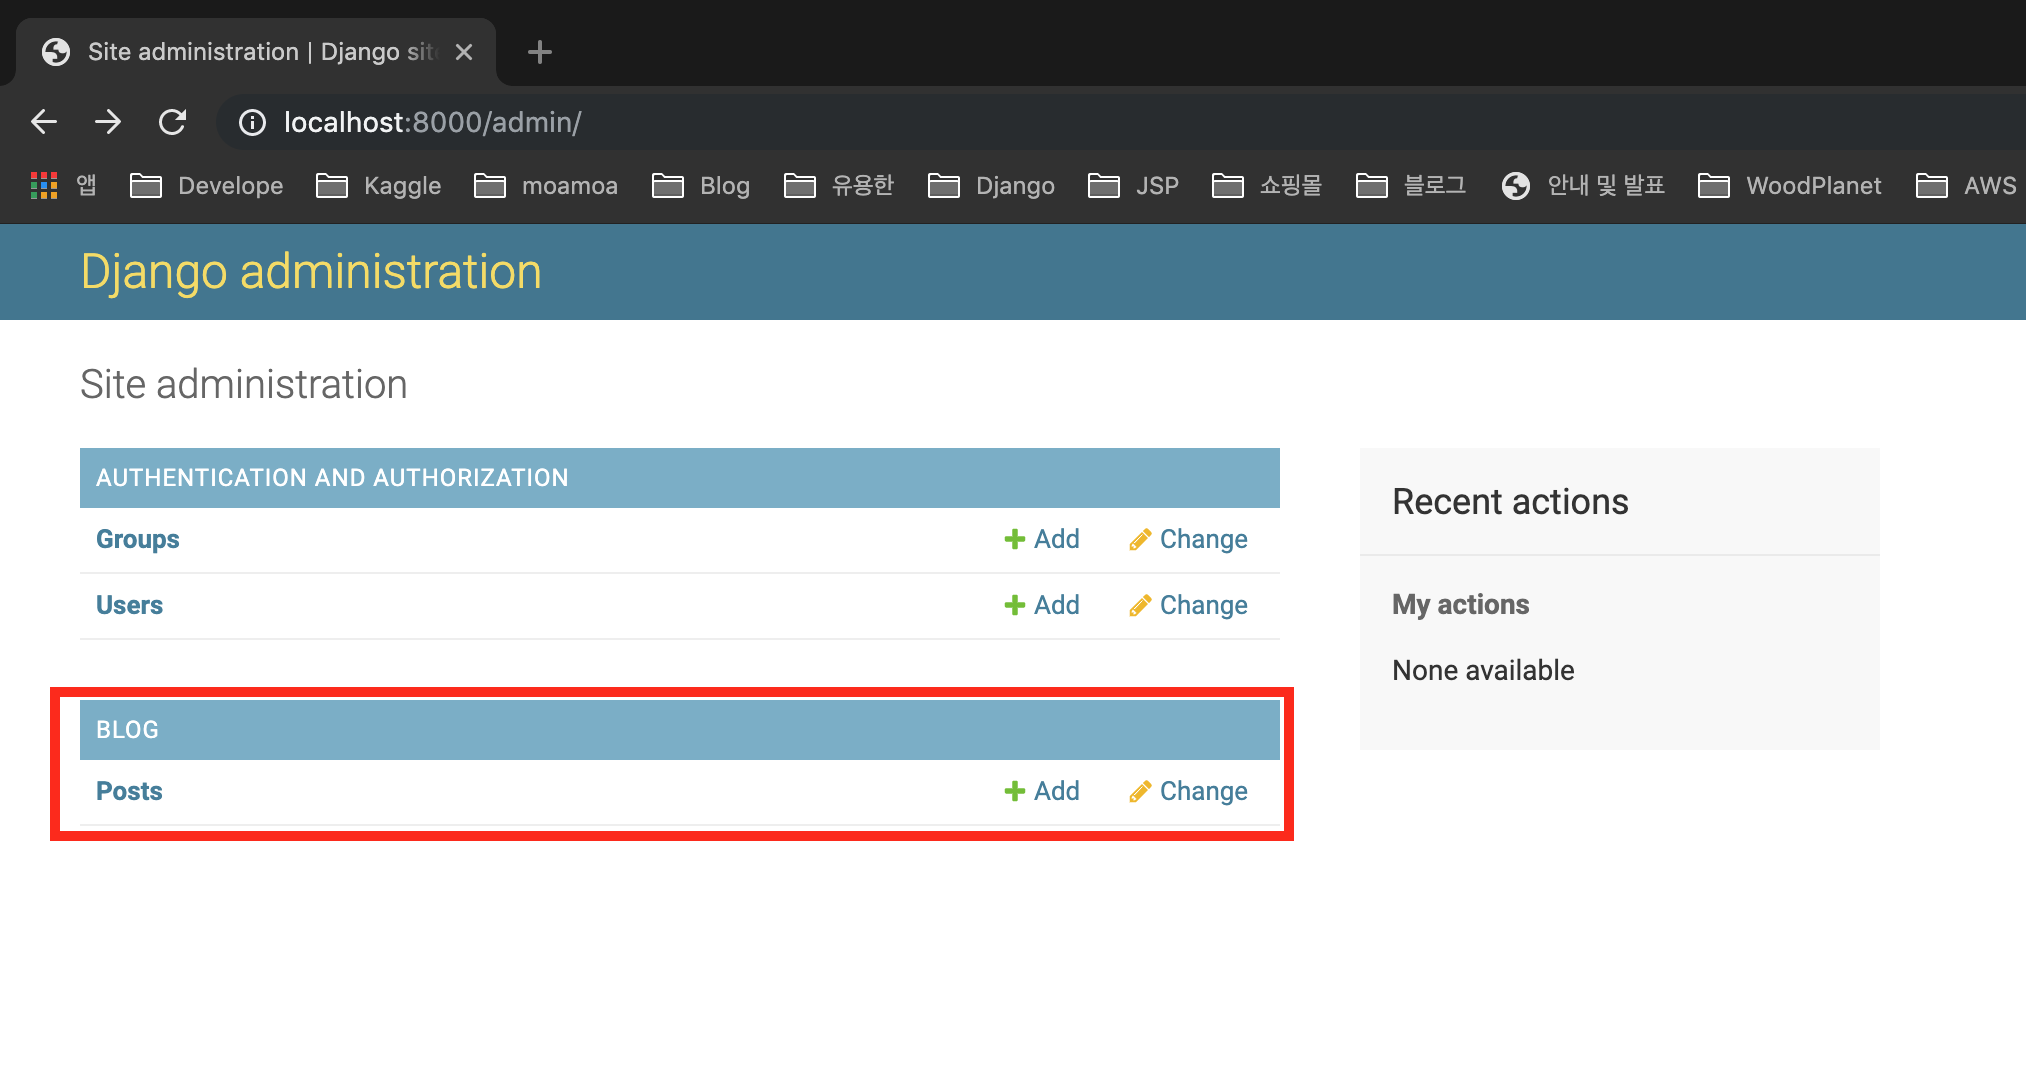 Site administration | Django site
localhost:8000/admin/
앱 Develope Kaggle moamoa Blog 유용한 Django JSP 쇼핑몰 블로그 안내 및 발표 WoodPlanet AWS
Django administration
Site administration
AUTHENTICATION AND AUTHORIZATION
Groups Add Change
Users Add Change
BLOG
Posts Add Change
Recent actions
My actions
None available